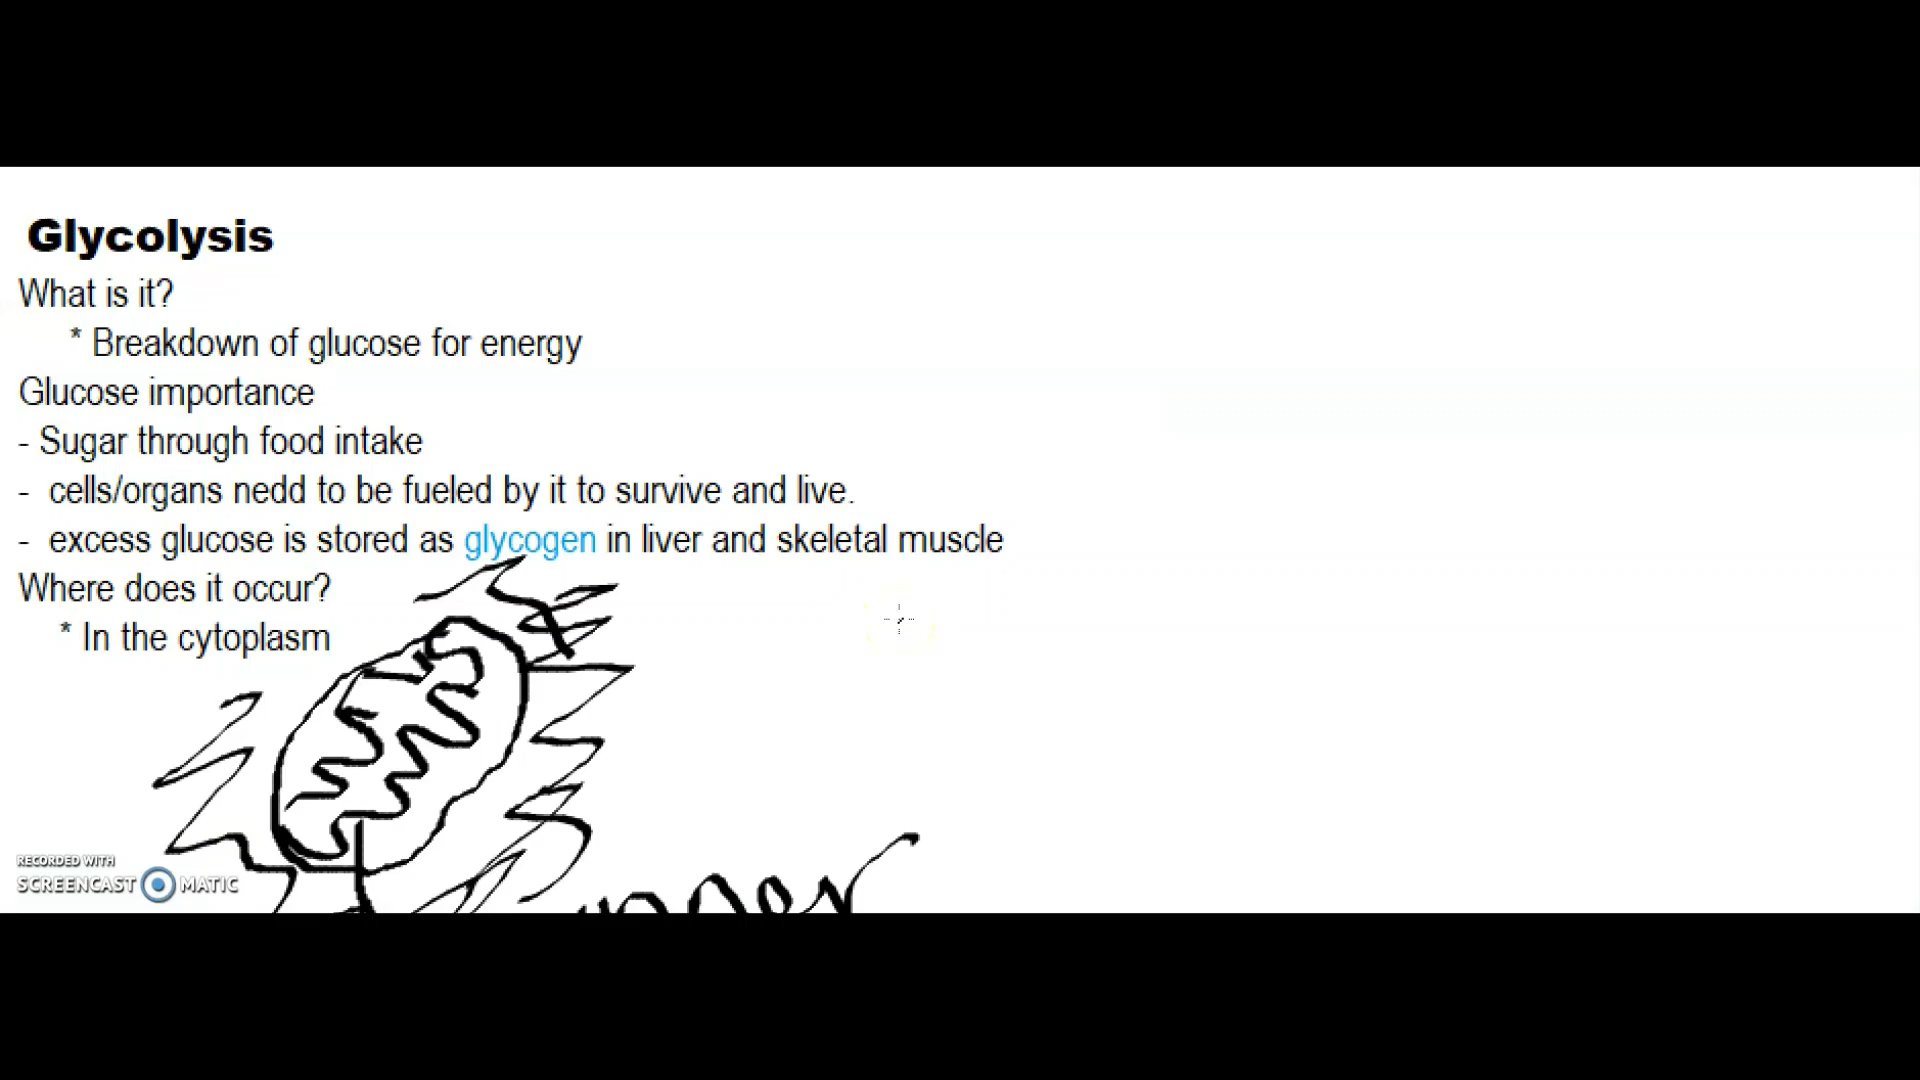 Glycolysis
What is it?
* Breakdown of glucose for energy
Glucose importance
- Sugar through food intake
- cells/organs nedd to be fueled by it to survive and live.
- excess glucose is stored as glycogen in liver and skeletal muscle
Where does it occur?
* In the cytoplasm
RECORDED WITH
SCREENCAST MATIC